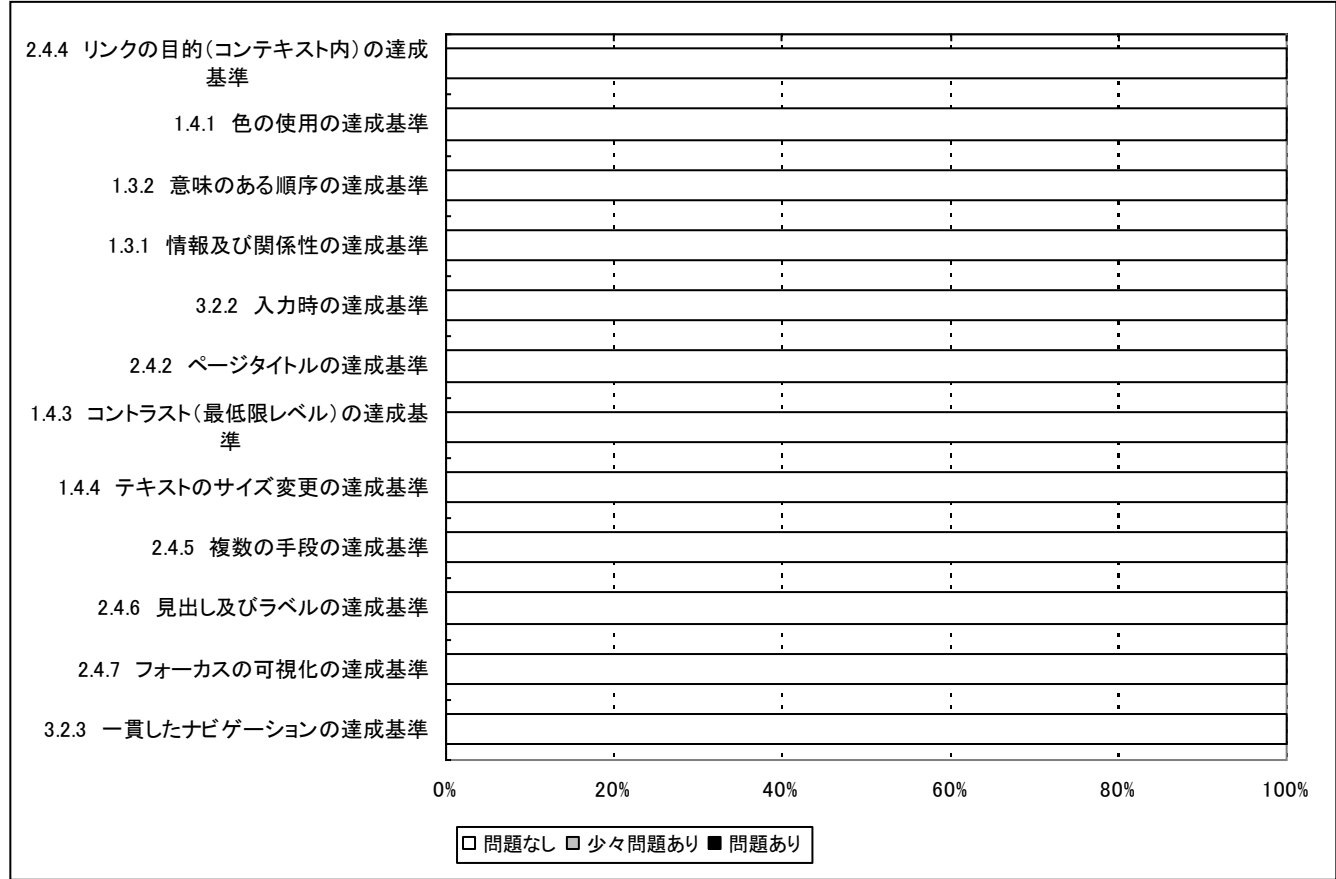 2.4.4 リンクの目的(コンテキスト内)の達成
基準
1.4.1 色の使用の達成基準
1.3.2 意味のある順序の達成基準
1.3.1 情報及び関係性の達成基準
3.2.2 入力時の達成基準
2.4.2 ページタイトルの達成基準
1.4.3 コントラスト(最低限レベル)の達成基
準
1.4.4 テキストのサイズ変更の達成基準
2.4.5 複数の手段の達成基準
2.4.6 見出し及びラベルの達成基準
2.4.7 フォーカスの可視化の達成基準
3.2.3 一貫したナビゲーションの達成基準
0% 20% 40% 60% 80% 100%
問題なし 少々問題あり 問題あり